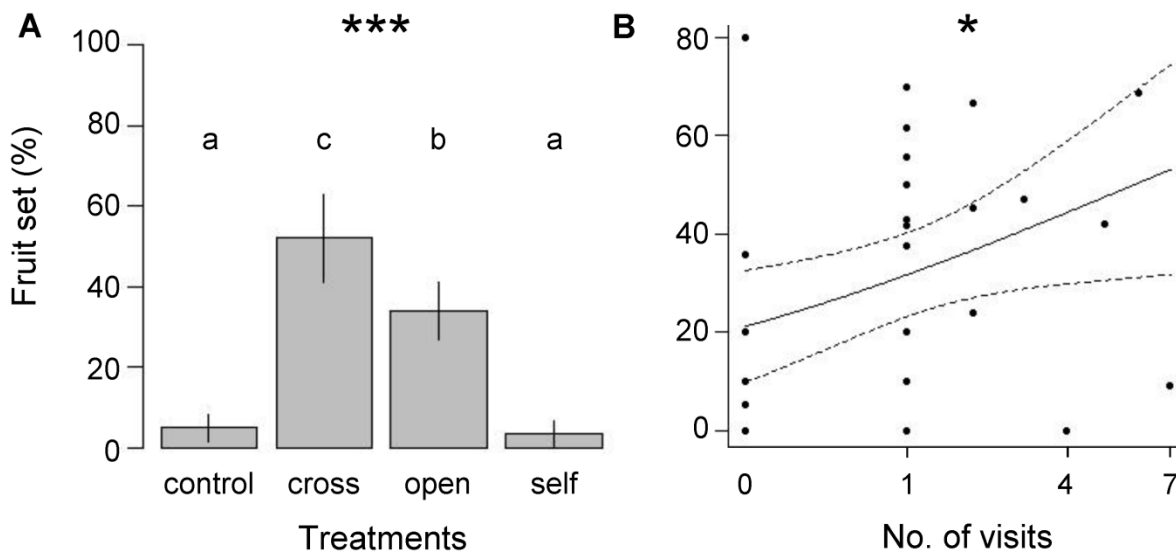 A
***
100
80
60
40
20
0
Fruit set (%)
a c b a
control cross open self
Treatments
B
*
80
60
40
20
0
0 1 4 7
No. of visits